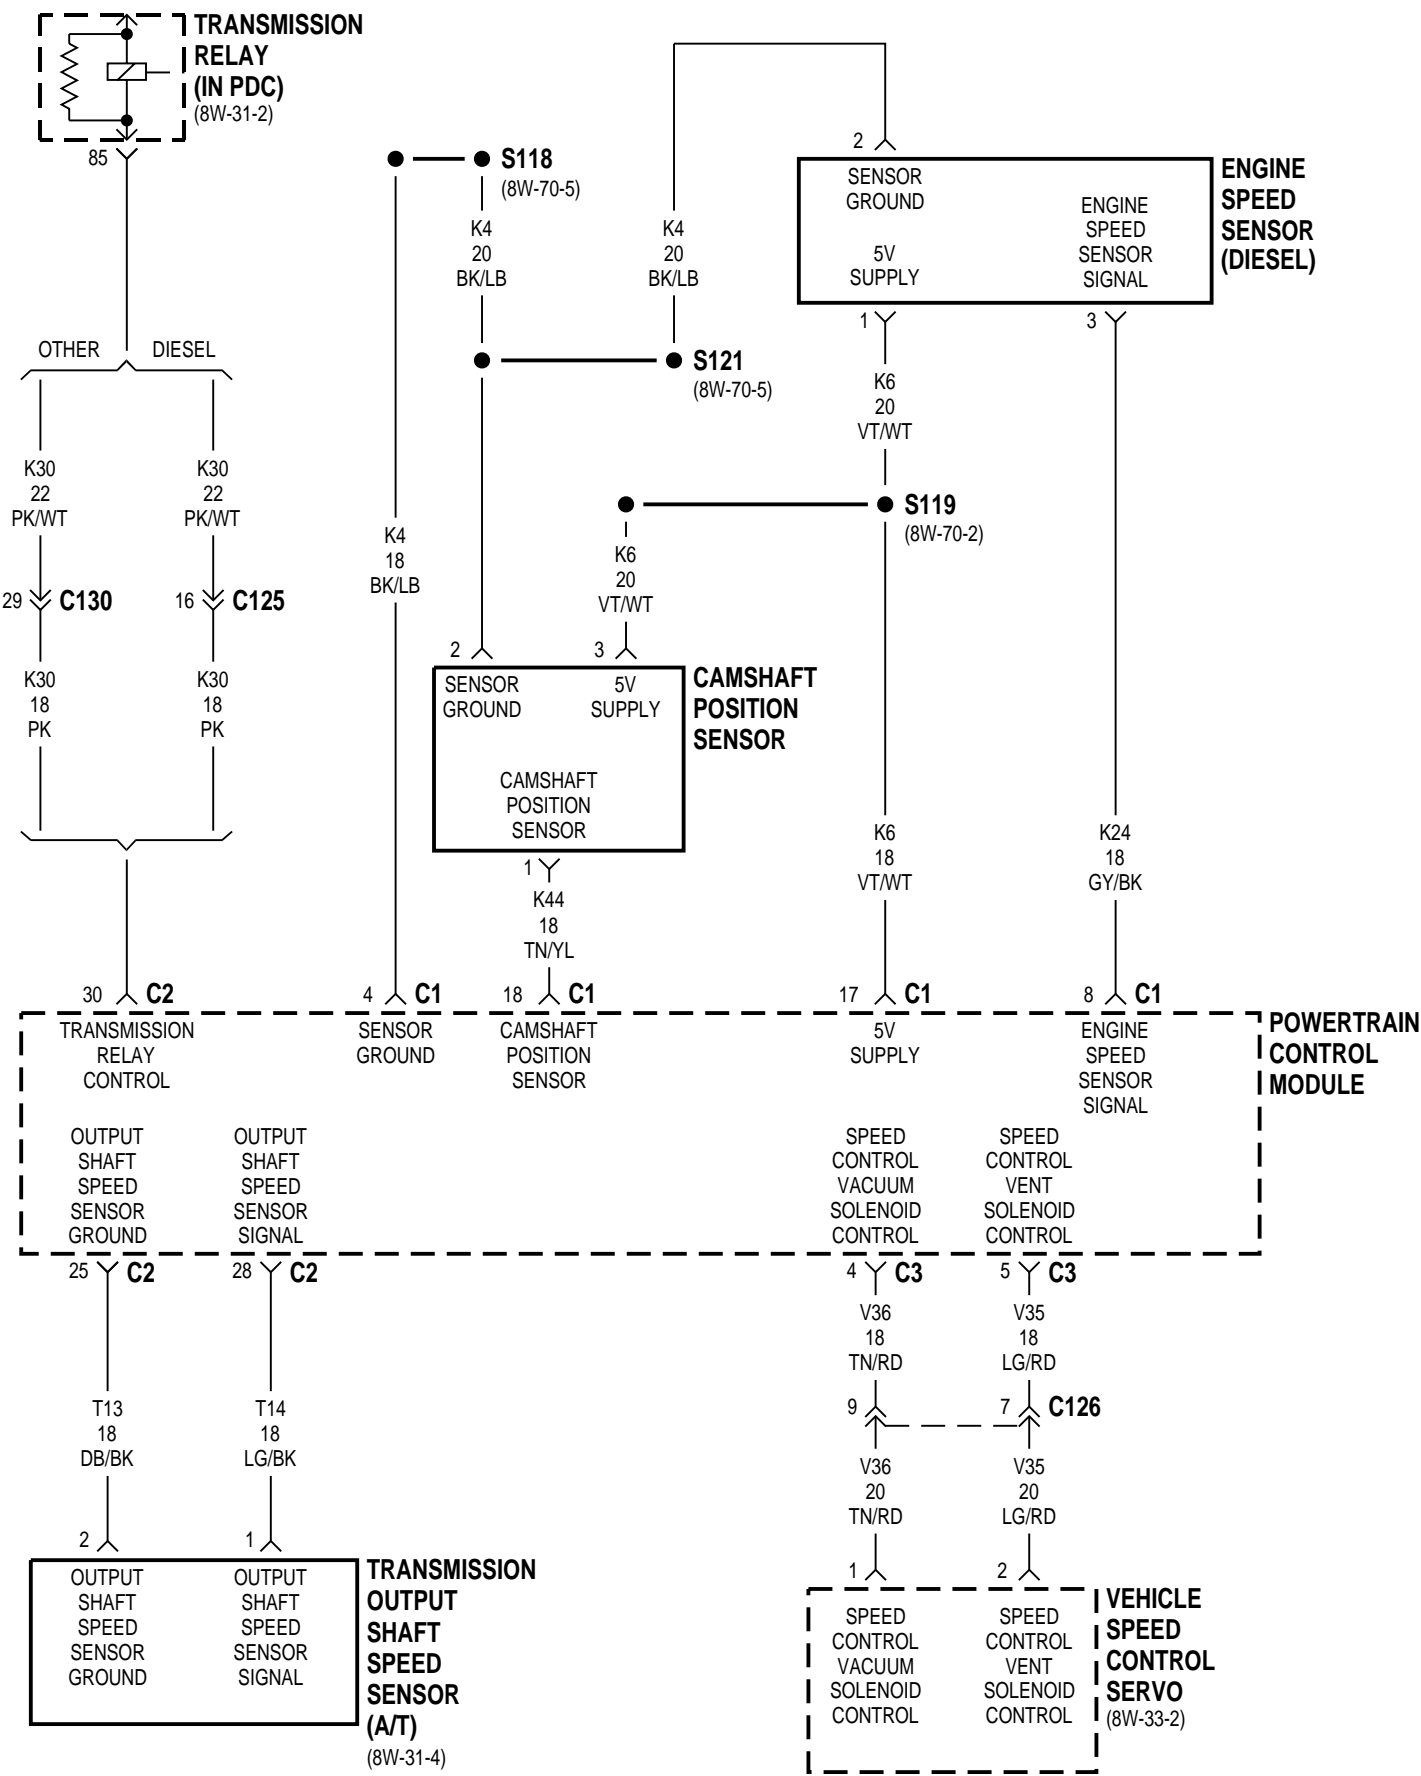 TRANSMISSION
RELAY
(IN PDC)
(8W-31-2)
85
OTHER
DIESEL
K30
22
PK/WT
K30
22
PK/WT
29
C130
16
C125
K30
18
PK
K30
18
PK
30
C2
S118
(8W-70-5)
K4
20
BK/LB
K4
20
BK/LB
S121
(8W-70-5)
K4
18
BK/LB
4
C1
2
SENSOR
GROUND
5V
SUPPLY
ENGINE
SPEED
SENSOR
SIGNAL
ENGINE
SPEED
SENSOR
(DIESEL)
1
3
K6
20
VT/WT
S119
(8W-70-2)
K6
20
VT/WT
2
3
SENSOR
GROUND
5V
SUPPLY
CAMSHAFT
POSITION
SENSOR
CAMSHAFT
POSITION
SENSOR
1
K44
18
TN/YL
18
C1
K6
18
VT/WT
17
C1
K24
18
GY/BK
8
C1
TRANSMISSION
RELAY
CONTROL
SENSOR
GROUND
CAMSHAFT
POSITION
SENSOR
5V
SUPPLY
ENGINE
SPEED
SENSOR
SIGNAL
POWERTRAIN
CONTROL
MODULE
OUTPUT
SHAFT
SPEED
SENSOR
GROUND
OUTPUT
SHAFT
SPEED
SENSOR
SIGNAL
SPEED
CONTROL
VACUUM
SOLENOID
CONTROL
SPEED
CONTROL
VENT
SOLENOID
CONTROL
25
C2
28
C2
4
C3
5
C3
T13
18
DB/BK
T14
18
LG/BK
V36
18
TN/RD
V35
18
LG/RD
9
7
C126
V36
20
TN/RD
V35
20
LG/RD
2
1
OUTPUT
SHAFT
SPEED
SENSOR
GROUND
OUTPUT
SHAFT
SPEED
SENSOR
SIGNAL
TRANSMISSION
OUTPUT
SHAFT
SPEED
SENSOR
(A/T)
(8W-31-4)
1
2
SPEED
CONTROL
VACUUM
SOLENOID
CONTROL
SPEED
CONTROL
VENT
SOLENOID
CONTROL
VEHICLE
SPEED
CONTROL
SERVO
(8W-33-2)